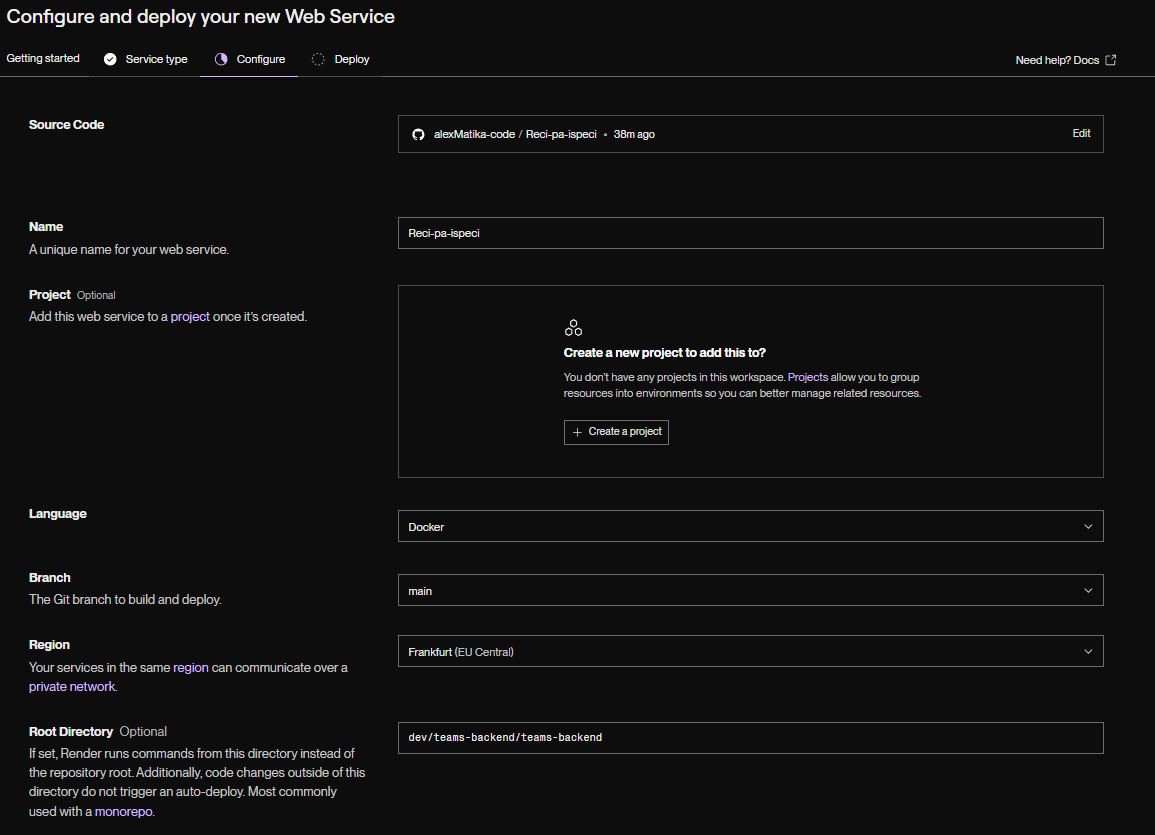 Configure and deploy your new Web Service
Getting started
Service type
Configure
Deploy
Need help? Docs
Source Code
alexMatika-code / Reci-pa-ispeci • 38m ago
Edit
Name
A unique name for your web service.
Reci-pa-ispeci
Project Optional
Add this web service to a project once it's created.
Create a new project to add this to?
You don't have any projects in this workspace. Projects allow you to group
resources into environments so you can better manage related resources.
+ Create a project
Language
Docker
Branch
The Git branch to build and deploy.
main
Region
Your services in the same region can communicate over a
private network.
Frankfurt (EU Central)
Root Directory Optional
If set, Render runs commands from this directory instead of
the repository root. Additionally, code changes outside of this
directory do not trigger an auto-deploy. Most commonly
used with a monorepo.
dev/teams-backend/teams-backend